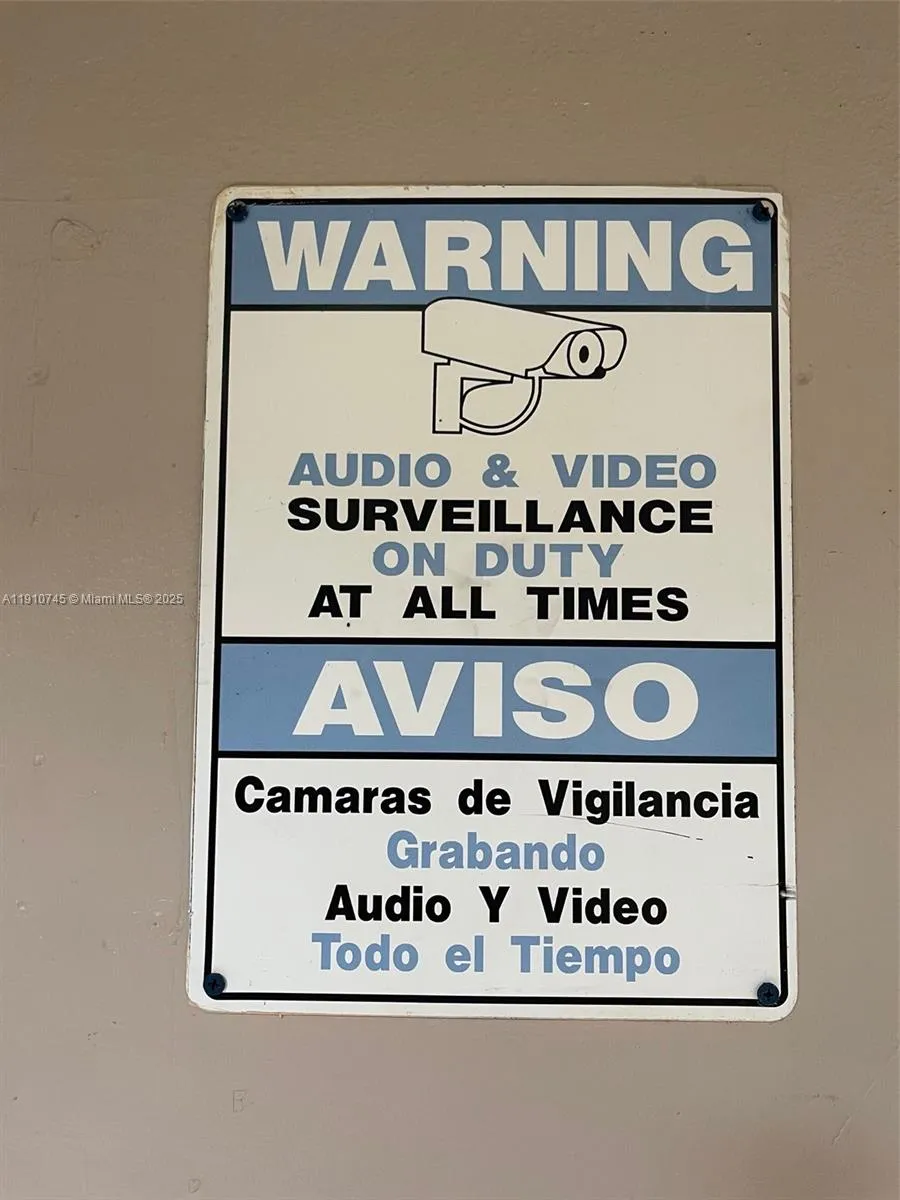 WARNING
AUDIO & VIDEO
SURVEILLANCE
ON DUTY
AT ALL TIMES
A11910745 © Miami MLS® 2025
AVISO
Camaras de Vigilancia
Grabando
Audio Y Video
Todo el Tiempo